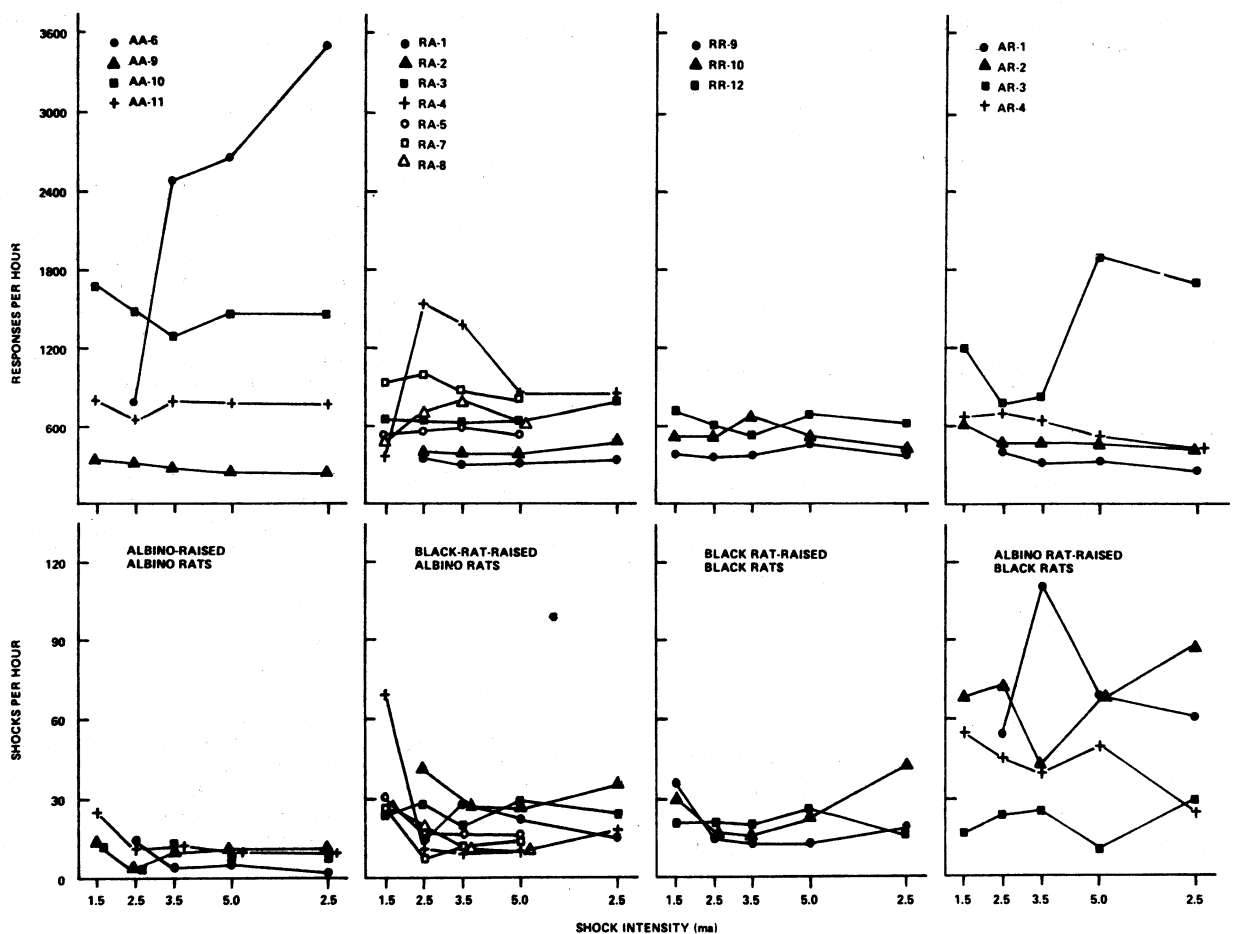 3600
3000
2400
1800
1200
600
RESPONSES PER HOUR
AA-6
AA-9
AA-10
AA-11
RA-1
RA-2
RA-3
RA-4
RA-5
RA-7
RA-8
RR-9
RR-10
RR-12
AR-1
AR-2
AR-3
AR-4
120
90
60
30
0
SHOCKS PER HOUR
ALBINO-RAISED
ALBINO RATS
BLACK-RAT-RAISED
ALBINO RATS
BLACK RAT-RAISED
BLACK RATS
ALBINO RAT-RAISED
BLACK RATS
1.5 2.5 3.5 5.0 2.5
1.5 2.5 3.5 5.0 2.5
1.5 2.5 3.5 5.0 2.5
1.5 2.5 3.5 5.0 2.5
SHOCK INTENSITY (ma)